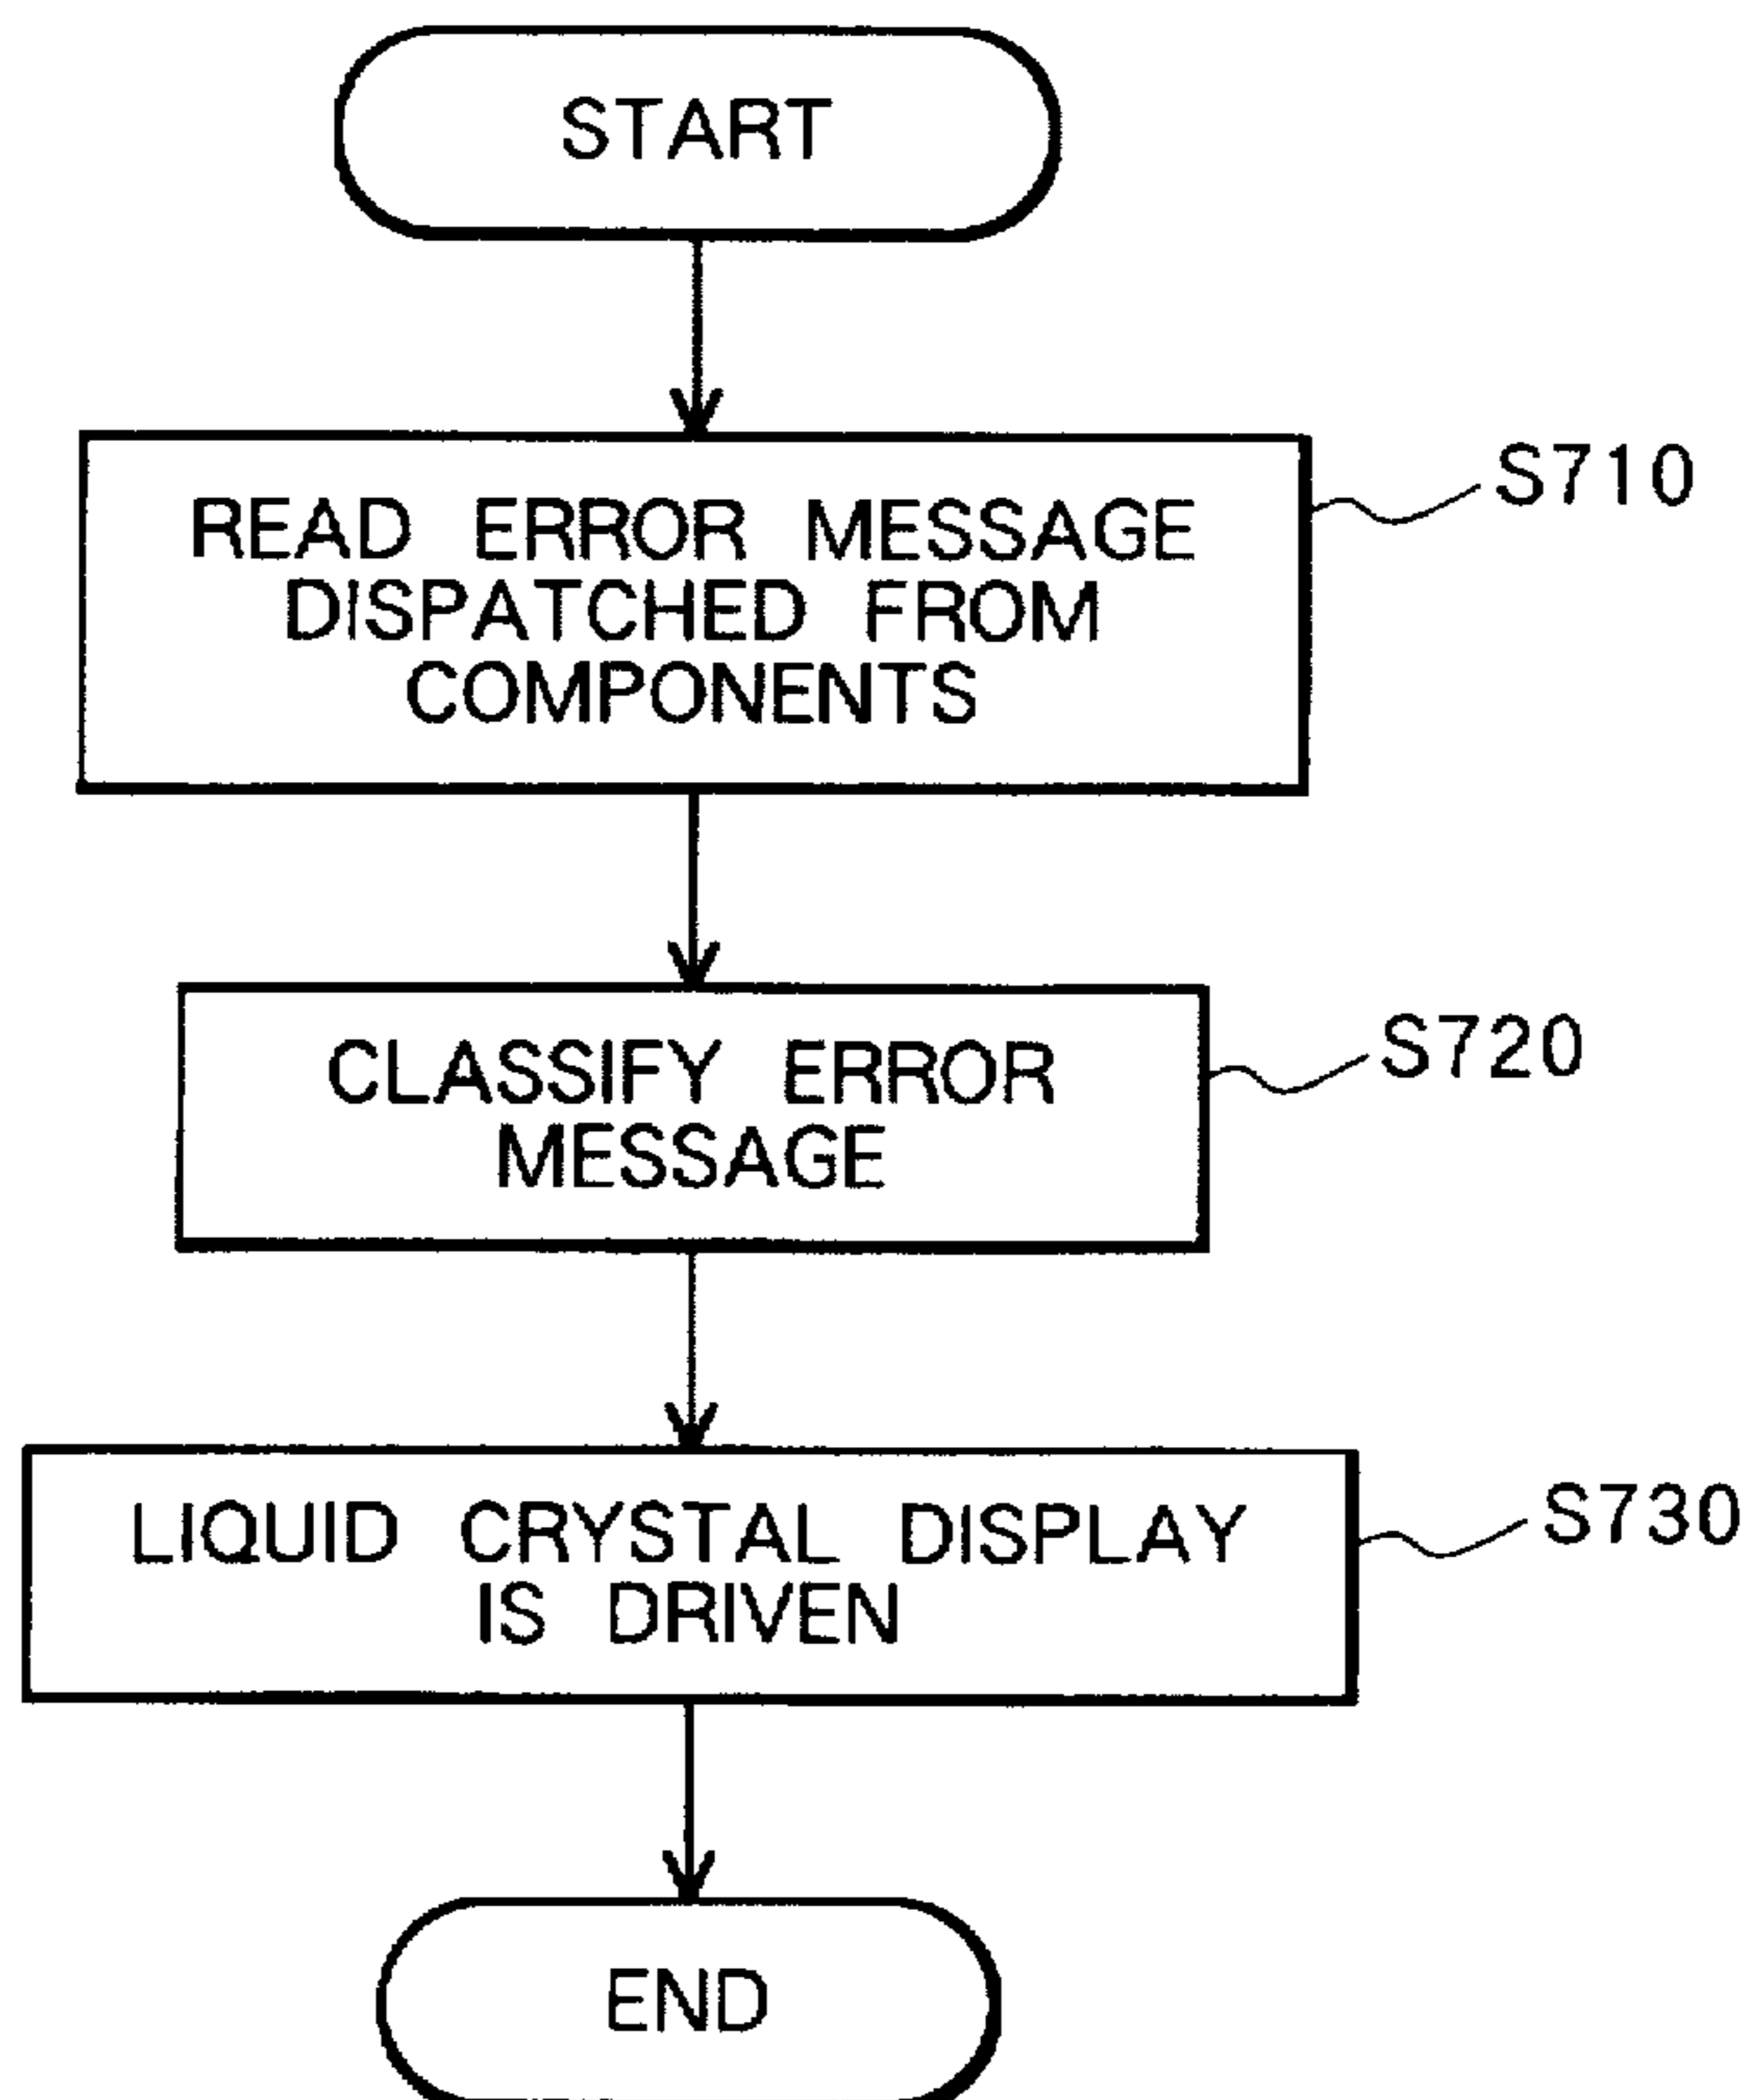 START
READ ERROR MESSAGE
DISPATCHED FROM
COMPONENTS
S710
CLASSIFY ERROR
MESSAGE
S720
LIQUID CRYSTAL DISPLAY
IS DRIVEN
S730
END